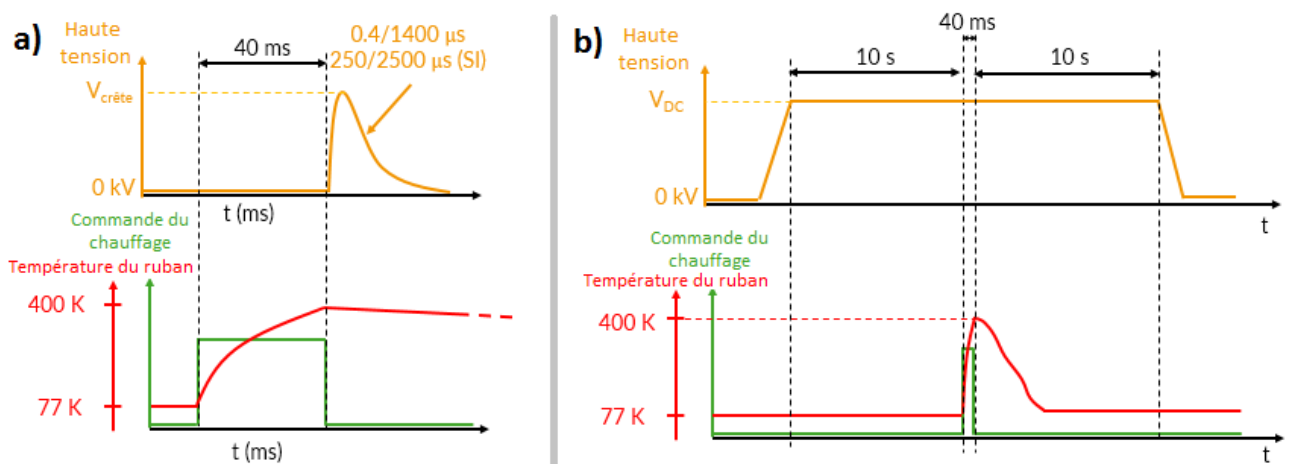 a)
Haute
tension
40 ms
0.4/1400 µs
250/2500 µs (SI)
V crête
0 kV
t (ms)
Commande du
chauffage
Température du ruban
400 K
77 K
t (ms)
b)
Haute
tension
40 ms
10 s
10 s
V DC
0 kV
t
Commande du
chauffage
Température du ruban
400 K
77 K
t